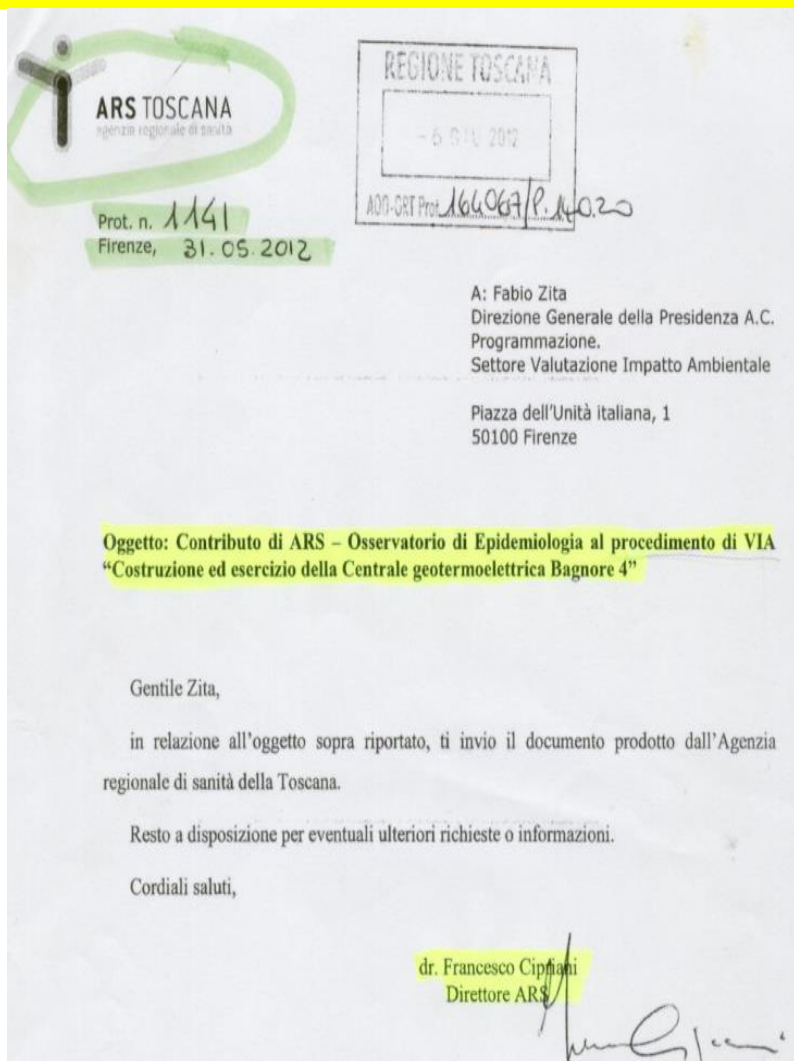 ARS TOSCANA
agenzia regionale di sanità
REGIONE TOSCANA
- 6 GIU 2012
AOO-GRT Prot. 164067/P.140.20
Prot. n. 1141
Firenze, 31.05.2012
A: Fabio Zita
Direzione Generale della Presidenza A.C.
Programmazione.
Settore Valutazione Impatto Ambientale
Piazza dell'Unità italiana, 1
50100 Firenze
Oggetto: Contributo di ARS – Osservatorio di Epidemiologia al procedimento di VIA
“Costruzione ed esercizio della Centrale geotermoelettrica Bagnore 4”
Gentile Zita,
in relazione all'oggetto sopra riportato, ti invio il documento prodotto dall'Agenzia
regionale di sanità della Toscana.
Resto a disposizione per eventuali ulteriori richieste o informazioni.
Cordiali saluti,
dr. Francesco Cipriani
Direttore ARS